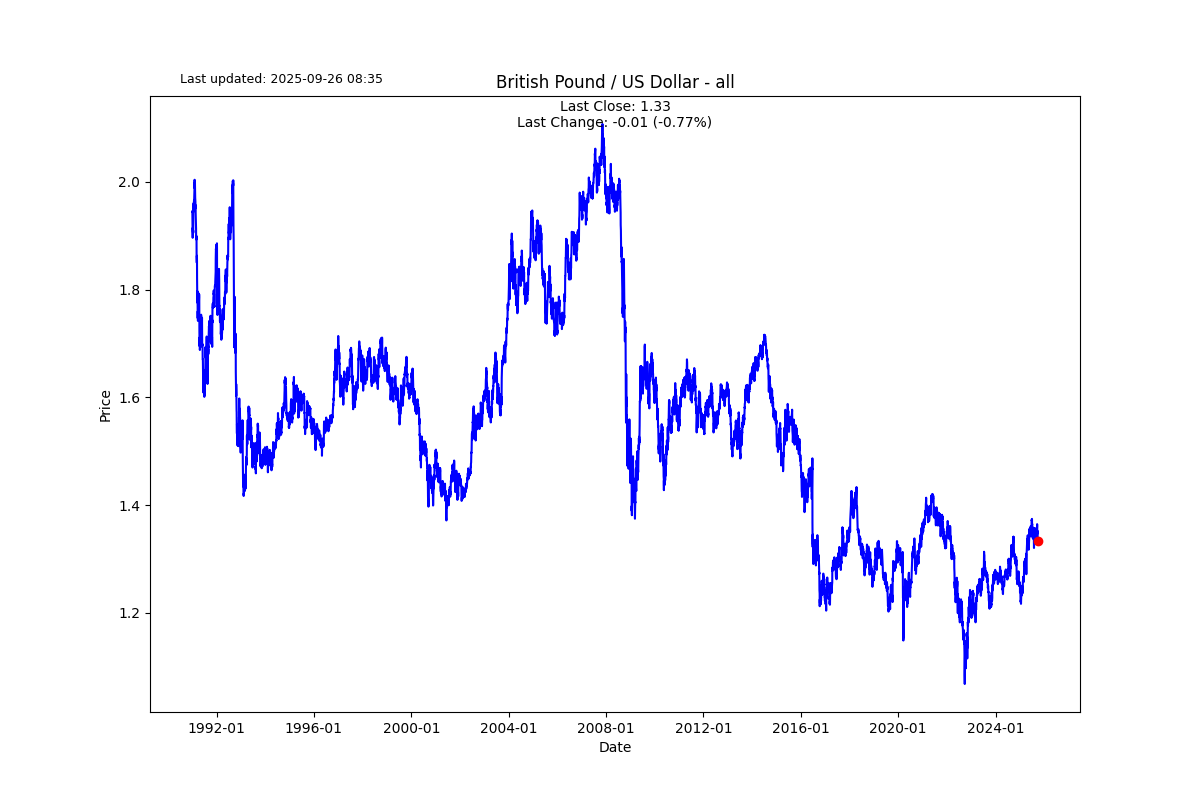 Last updated: 2025-09-26 08:35
British Pound / US Dollar - all
Last Close: 1.33
Last Change: -0.01 (-0.77%)
2.0
1.8
1.6
1.4
1.2
Price
1992-01 1996-01 2000-01 2004-01 2008-01 2012-01 2016-01 2020-01 2024-01
Date